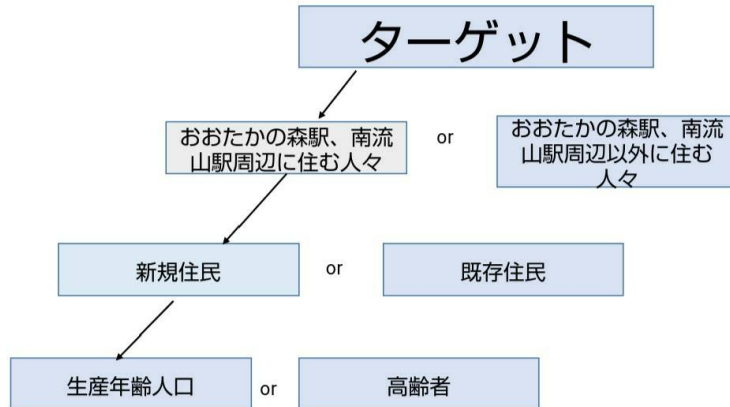 ターゲット
おおたかの森駅、南流
山駅周辺に住む人々
or
おおたかの森駅、南流
山駅周辺以外に住む
人々
新規住民
or
既存住民
生産年齢人口
or
高齢者